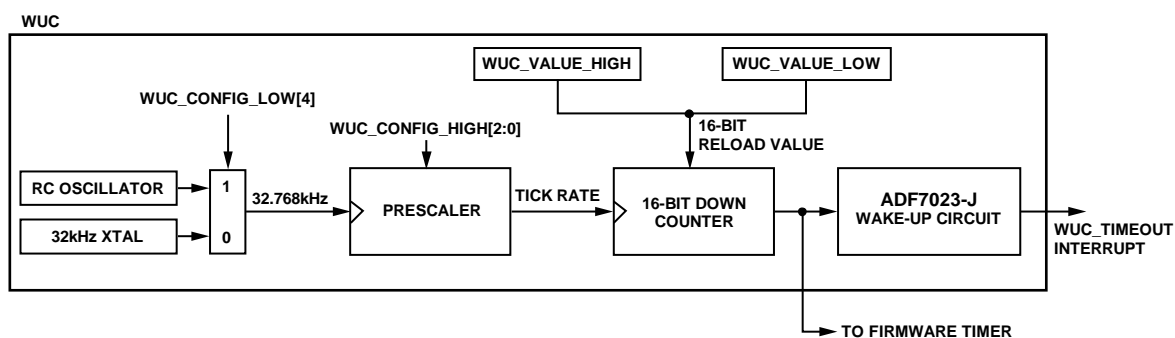 WUC
WUC_VALUE_HIGH
WUC_VALUE_LOW
WUC_CONFIG_LOW[4]
WUC_CONFIG_HIGH[2:0]
16-BIT
RELOAD VALUE
RC OSCILLATOR
1
32.768kHz
PRESCALER
TICK RATE
16-BIT DOWN
COUNTER
ADF7023-J
WAKE-UP CIRCUIT
32kHz XTAL
0
WUC_TIMEOUT
INTERRUPT
TO FIRMWARE TIMER